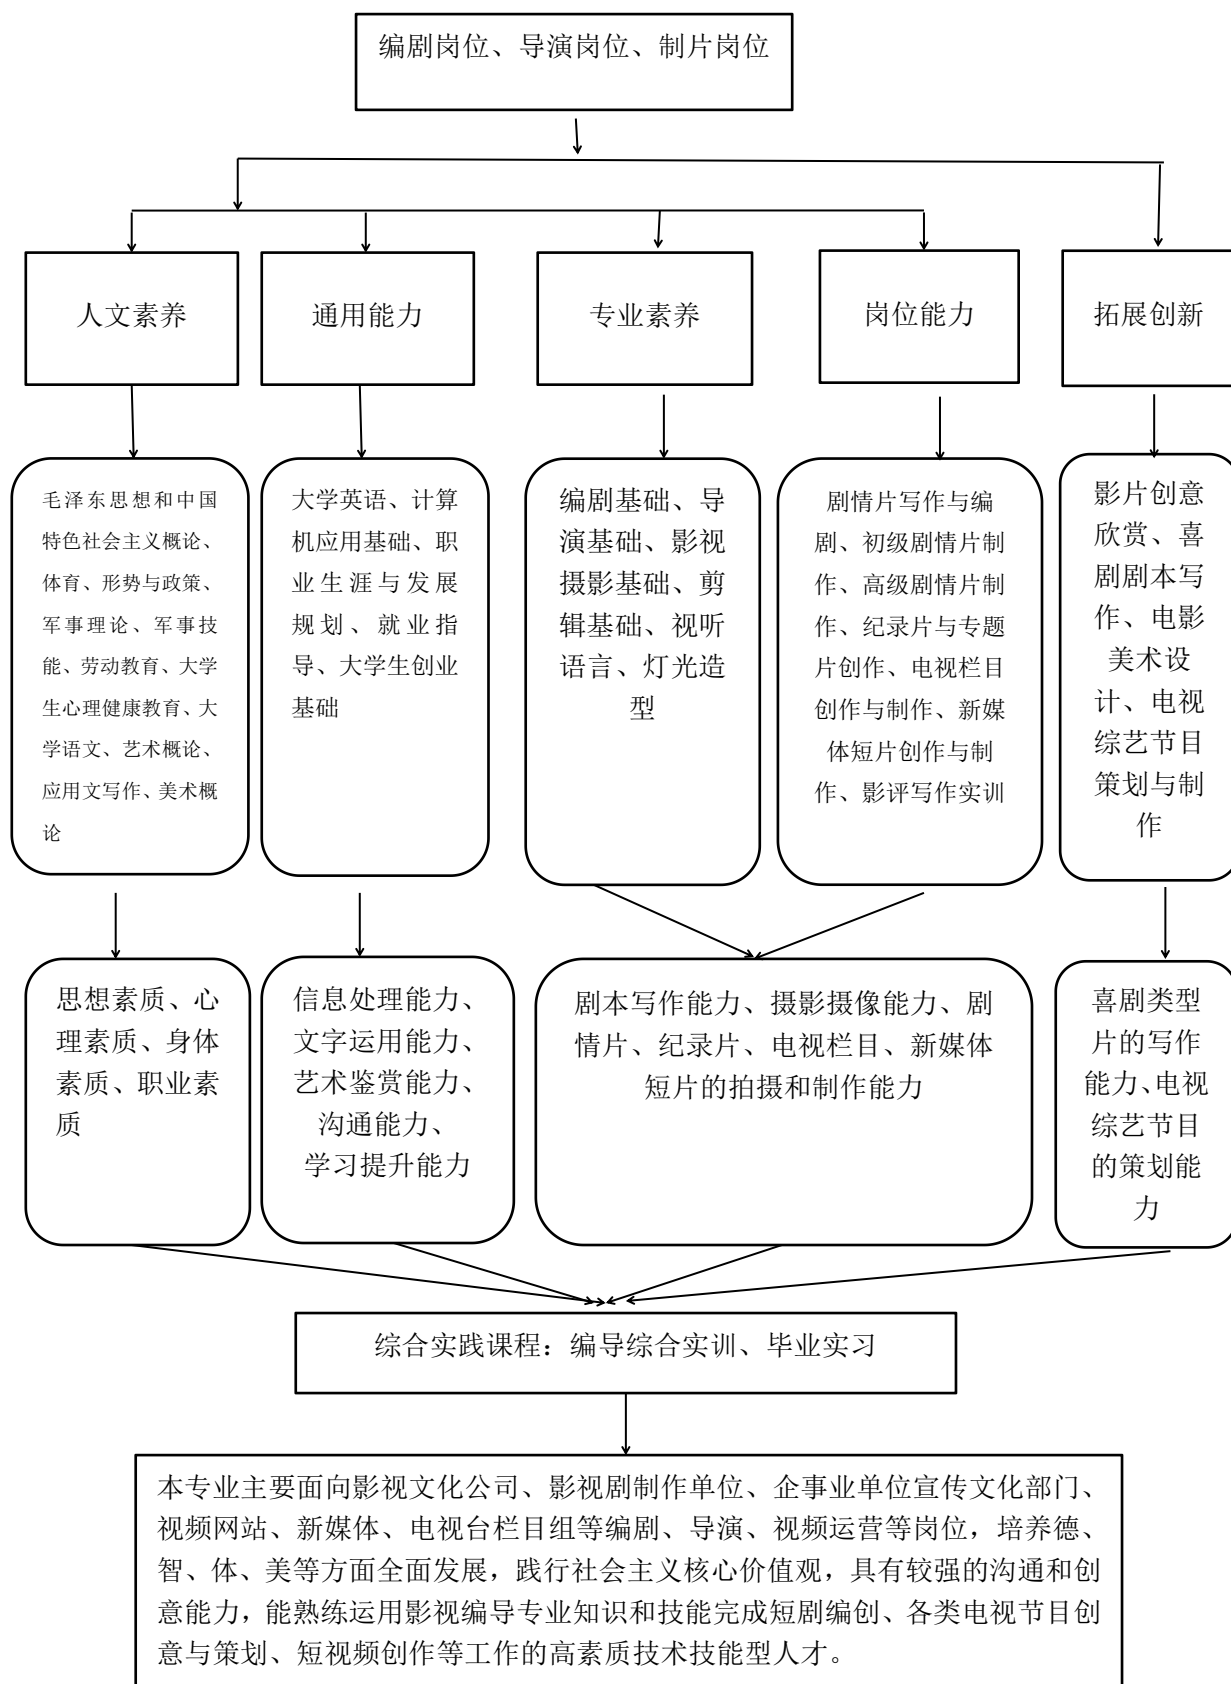 编剧岗位、导演岗位、制片岗位
人文素养
通用能力
专业素养
岗位能力
拓展创新
毛泽东思想和中国
特色社会主义概论、
体育、形势与政策、
军事理论、军事技
能、劳动教育、大学
生心理健康教育、大
学语文、艺术概论、
应用文写作、美术概
论
大学英语、计算
机应用基础、职
业生涯与发展
规划、就业指
导、大学生创业
基础
编剧基础、导
演基础、影视
摄影基础、剪
辑基础、视听
语言、灯光造
型
剧情片写作与编
剧、初级剧情片制
作、高级剧情片制
作、纪录片与专题
片创作、电视栏目
创作与制作、新媒
体短片创作与制
作、影评写作实训
影片创意
欣赏、喜
剧剧本写
作、电影
美术设
计、电视
综艺节目
策划与制
作
思想素质、心
理素质、身体
素质、职业素
质
信息处理能力、
文字运用能力、
艺术鉴赏能力、
沟通能力、
学习提升能力
剧本写作能力、摄影摄像能力、剧
情片、纪录片、电视栏目、新媒体
短片的拍摄和制作能力
喜剧类型
片的写作
能力、电视
综艺节目
的策划能
力
综合实践课程：编导综合实训、毕业实习
本专业主要面向影视文化公司、影视剧制作单位、企事业单位宣传文化部门、
视频网站、新媒体、电视台栏目组等编剧、导演、视频运营等岗位，培养德、
智、体、美等方面全面发展，践行社会主义核心价值观，具有较强的沟通和创
意能力，能熟练运用影视编导专业知识和技能完成短剧编创、各类电视节目创
意与策划、短视频创作等工作的高素质技术技能型人才。